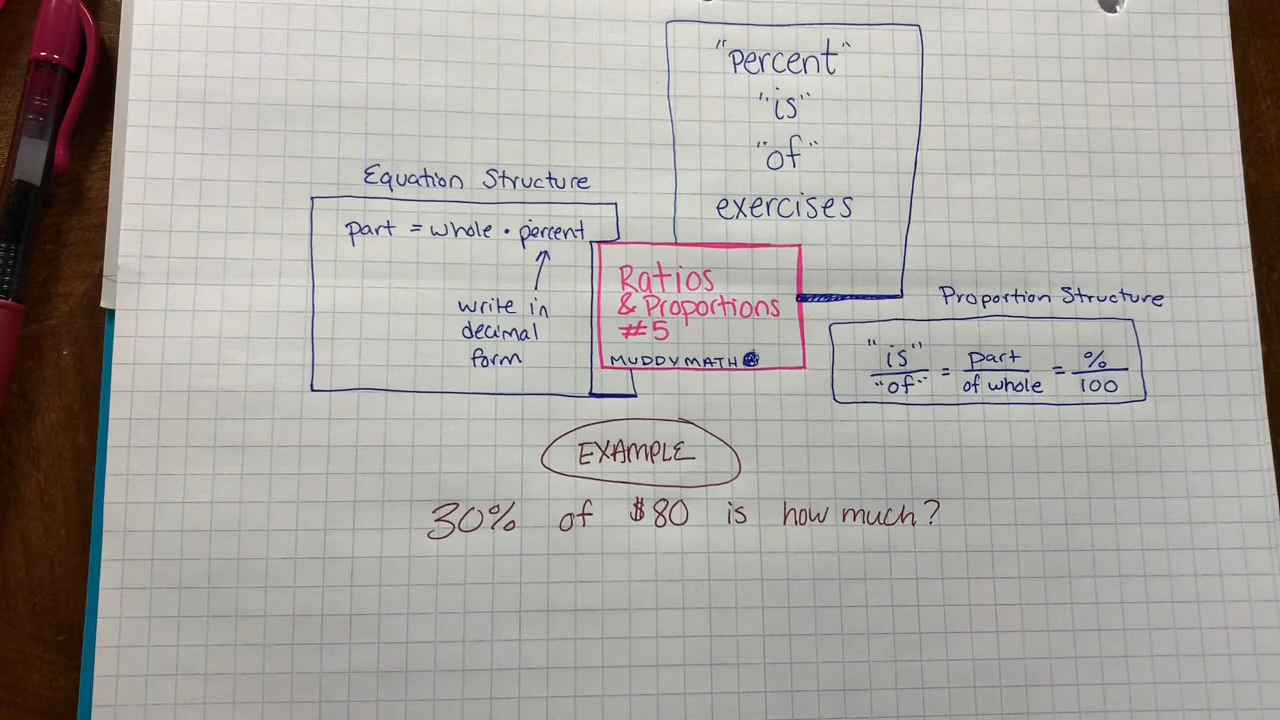 "percent"
"is"
"of"
exercises
Equation Structure
part = whole · percent
write in
decimal
form
Ratios
& Proportions
#5
MUDDYMATH
Proportion Structure
"is" / "of" = part / of whole = % / 100
EXAMPLE
30% of $80 is how much?